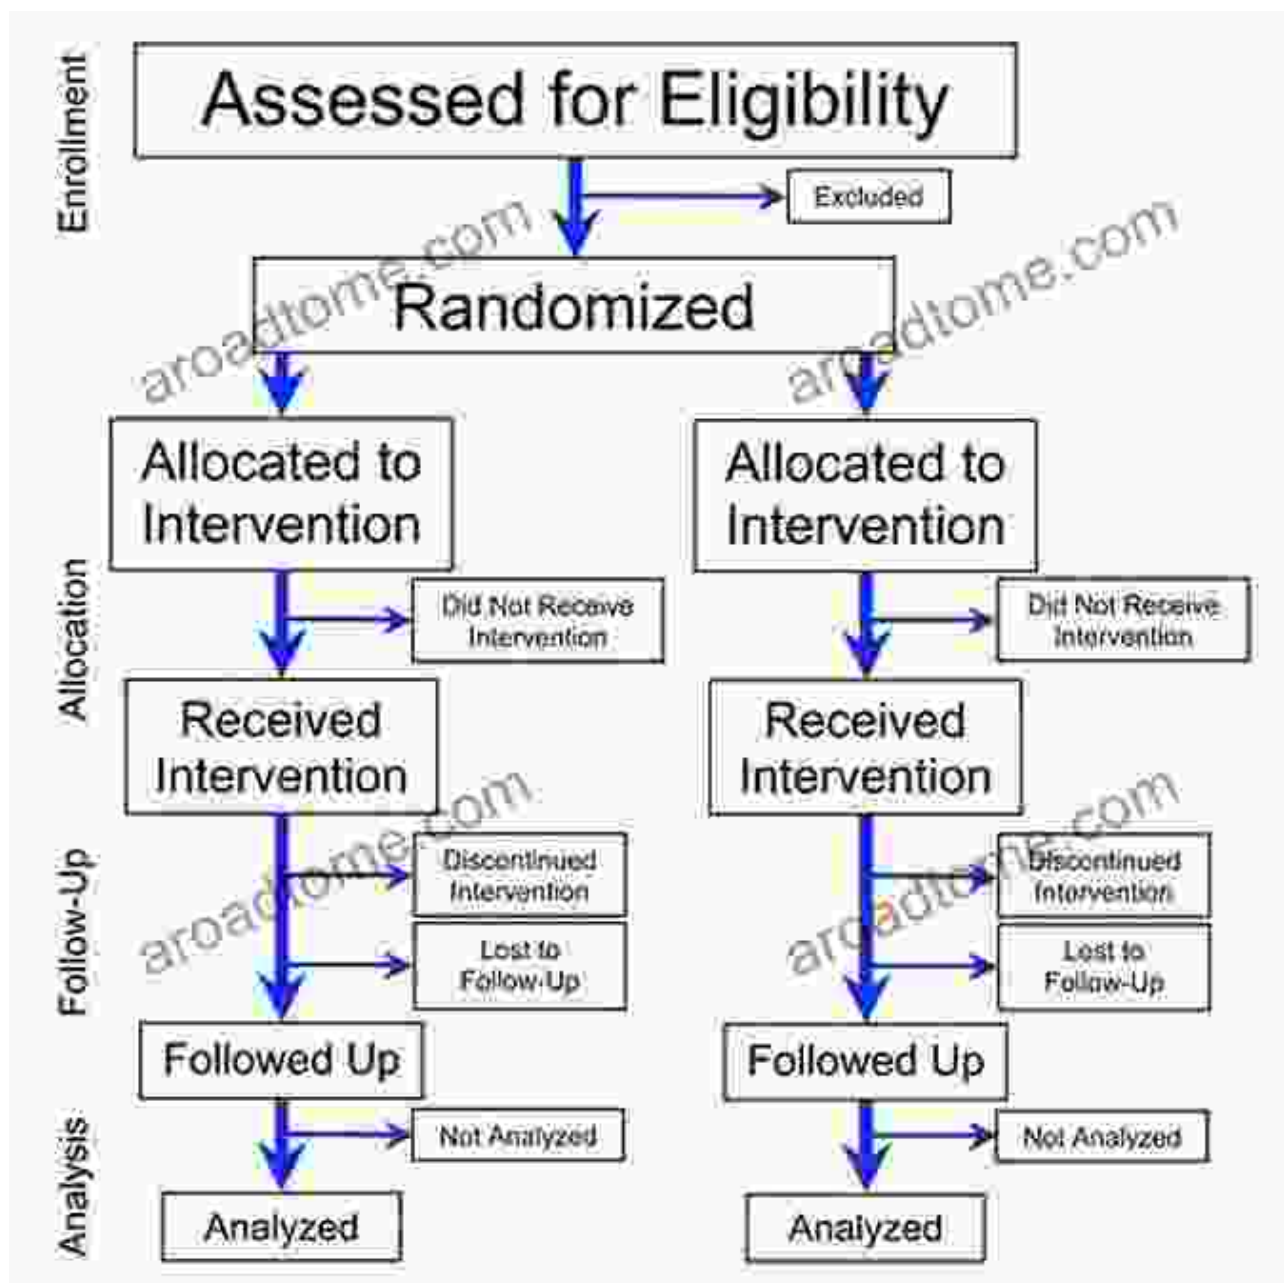 Enrollment
Assessed for Eligibility
Excluded
Randomized
Allocated to
Intervention
Allocated to
Intervention
Allocation
Did Not Receive
Intervention
Did Not Receive
Intervention
Received
Intervention
Received
Intervention
Follow-Up
Discontinued
Intervention
Discontinued
Intervention
Lost to
Follow-Up
Lost to
Follow-Up
Followed Up
Followed Up
Analysis
Not Analyzed
Not Analyzed
Analyzed
Analyzed
aroadtome.com
aroadtome.com
aroadtome.com
aroadtome.com